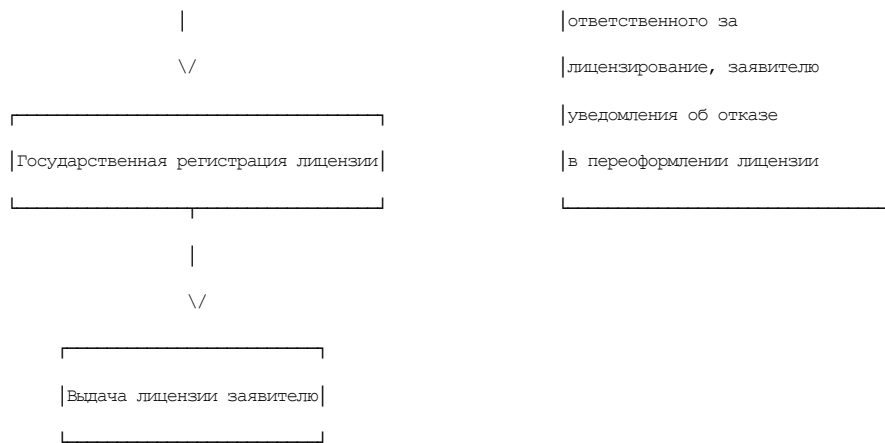 ответственного за
лицензирование, заявителю
уведомления об отказе
Государственная регистрация лицензии
в переоформлении лицензии
Выдача лицензии заявителю